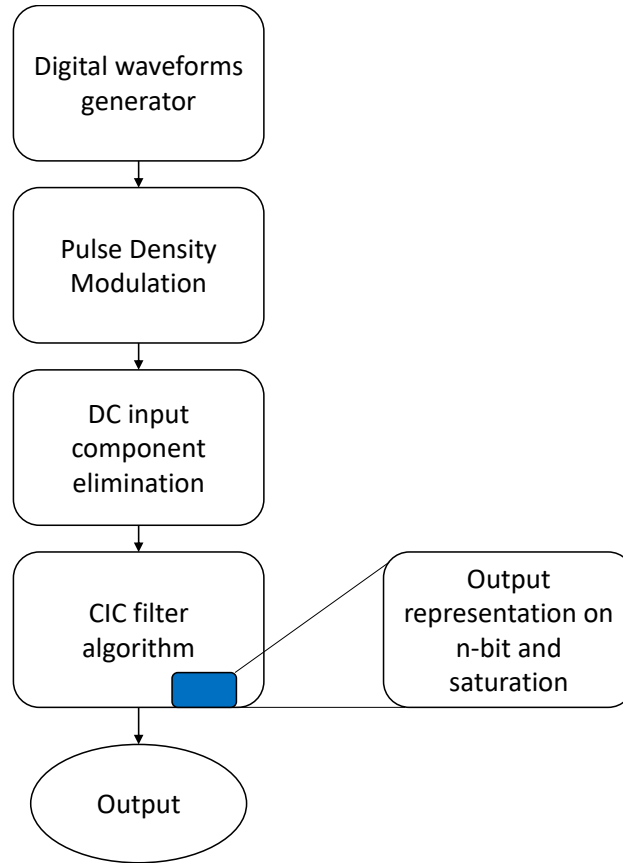 Digital waveforms
generator
Pulse Density
Modulation
DC input
component
elimination
CIC filter
algorithm
Output
representation on
n-bit and
saturation
Output